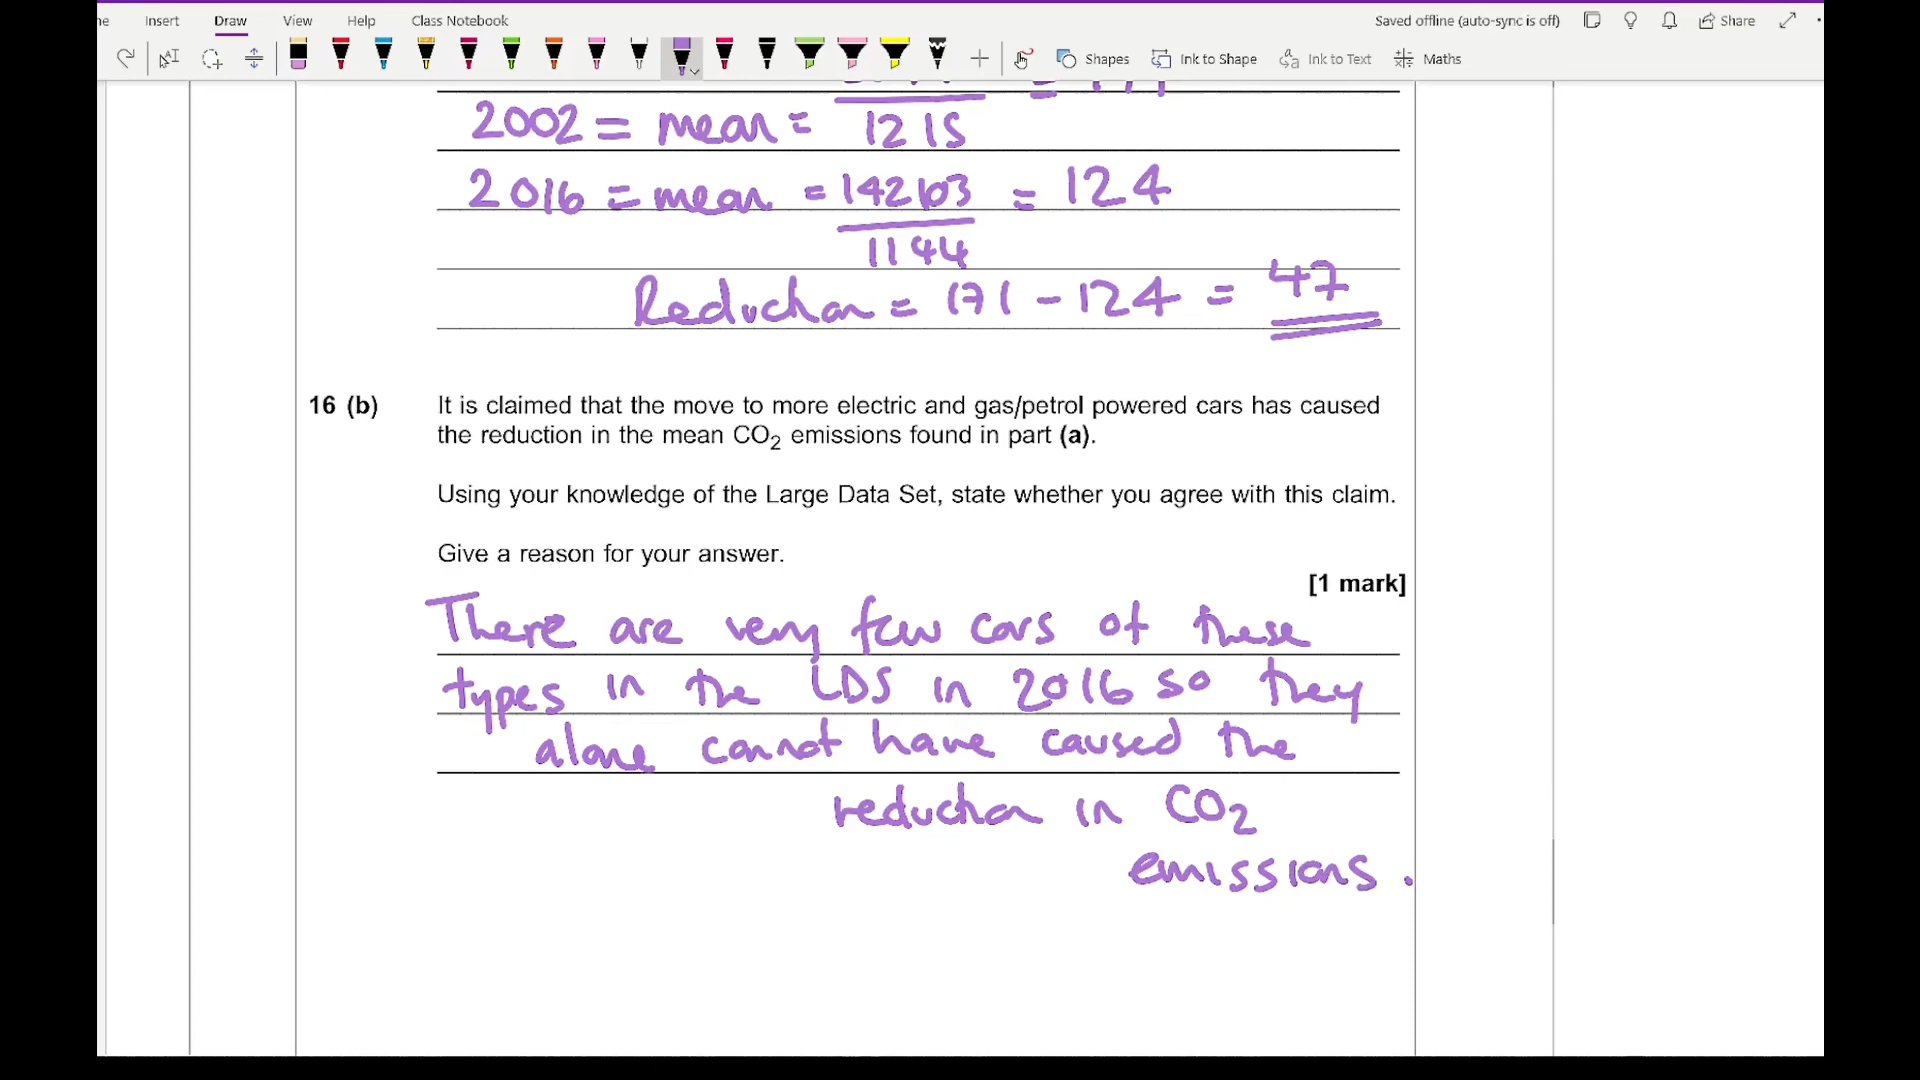 Insert Draw View Help Class Notebook Saved offline (auto-sync is off) Share
Shapes Ink to Shape Ink to Text Maths
2002 = mean =
1215
2016 = mean = 142103 = 124
1144
Reduction = 171 - 124 = 47
16 (b) It is claimed that the move to more electric and gas/petrol powered cars has caused
the reduction in the mean CO₂ emissions found in part (a).
Using your knowledge of the Large Data Set, state whether you agree with this claim.
Give a reason for your answer.
[1 mark]
There are very few cars of these
types in the LDS in 2016 so they
alone cannot have caused the
reduction in CO₂
emissions.